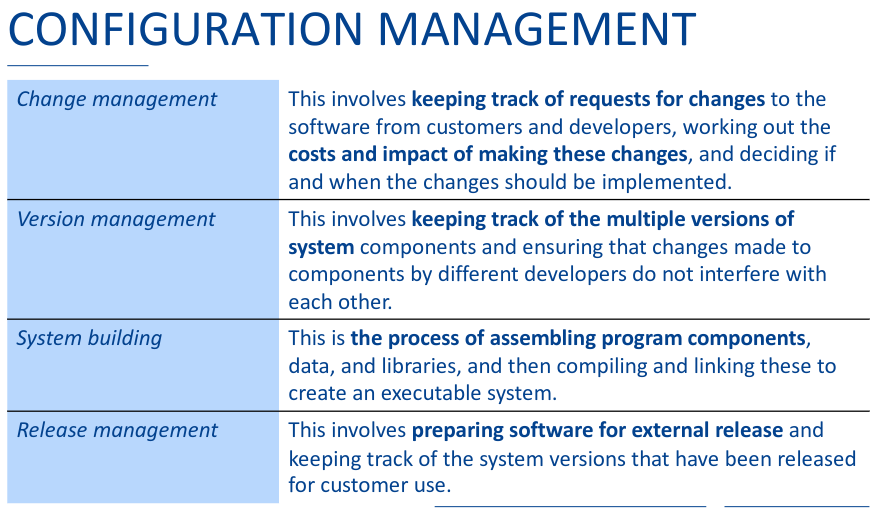 CONFIGURATION MANAGEMENT
Change management
This involves keeping track of requests for changes to the
software from customers and developers, working out the
costs and impact of making these changes, and deciding if
and when the changes should be implemented.
Version management
This involves keeping track of the multiple versions of
system components and ensuring that changes made to
components by different developers do not interfere with
each other.
System building
This is the process of assembling program components,
data, and libraries, and then compiling and linking these to
create an executable system.
Release management
This involves preparing software for external release and
keeping track of the system versions that have been released
for customer use.